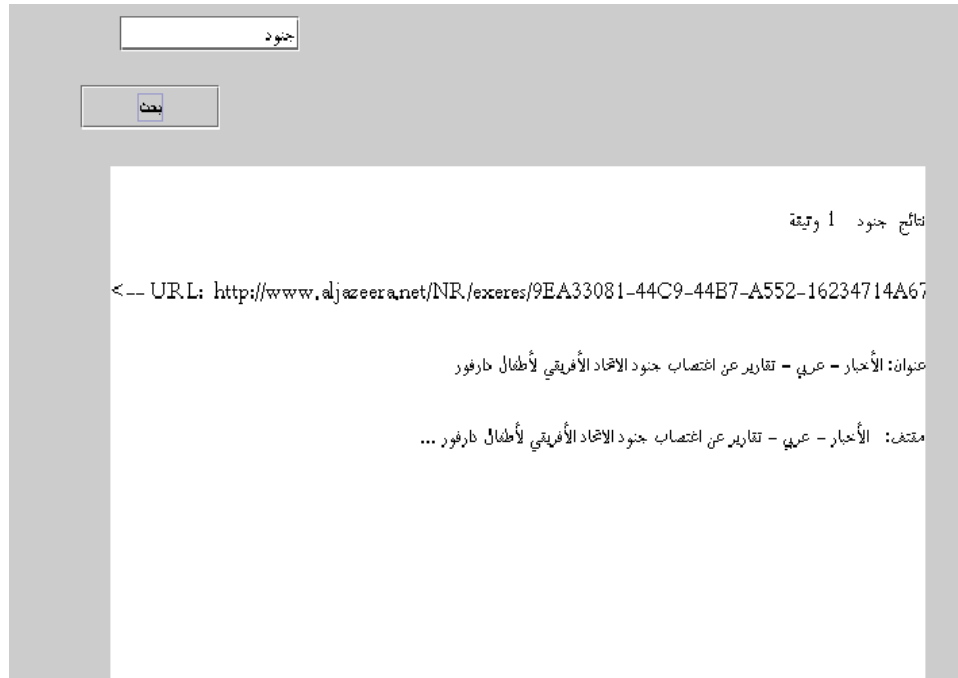 جنود
بحث
نتائج جنود 1 وثيقة
<-- URL: http://www.aljazeera.net/NR/exeres/9EA33081-44C9-44B7-A552-16234714A67
عنوان: الأخبار - عربي - تقارير عن اغتصاب جنود الاتحاد الأفريقي لأطفال دارفور
مقتف: الأخبار - عربي - تقارير عن اغتصاب جنود الاتحاد الأفريقي لأطفال دارفور ...